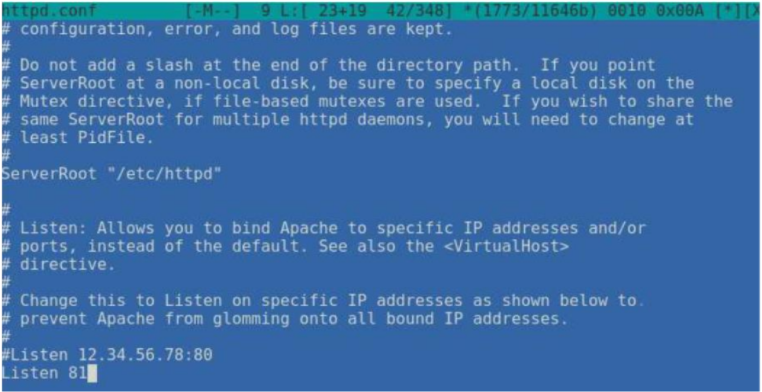 httpd.conf [-M--] 9 L:[ 23+19 42/348] *(1773/11646b) 0010 0x00A [*][X
# configuration, error, and log files are kept.
#
# Do not add a slash at the end of the directory path.  If you point
# ServerRoot at a non-local disk, be sure to specify a local disk on the
# Mutex directive, if file-based mutexes are used.  If you wish to share the
# same ServerRoot for multiple httpd daemons, you will need to change at
# least PidFile.
#
ServerRoot "/etc/httpd"
#
# Listen: Allows you to bind Apache to specific IP addresses and/or
# ports, instead of the default. See also the <VirtualHost>
# directive.
#
# Change this to Listen on specific IP addresses as shown below to.
# prevent Apache from glomming onto all bound IP addresses.
#
#Listen 12.34.56.78:80
Listen 81